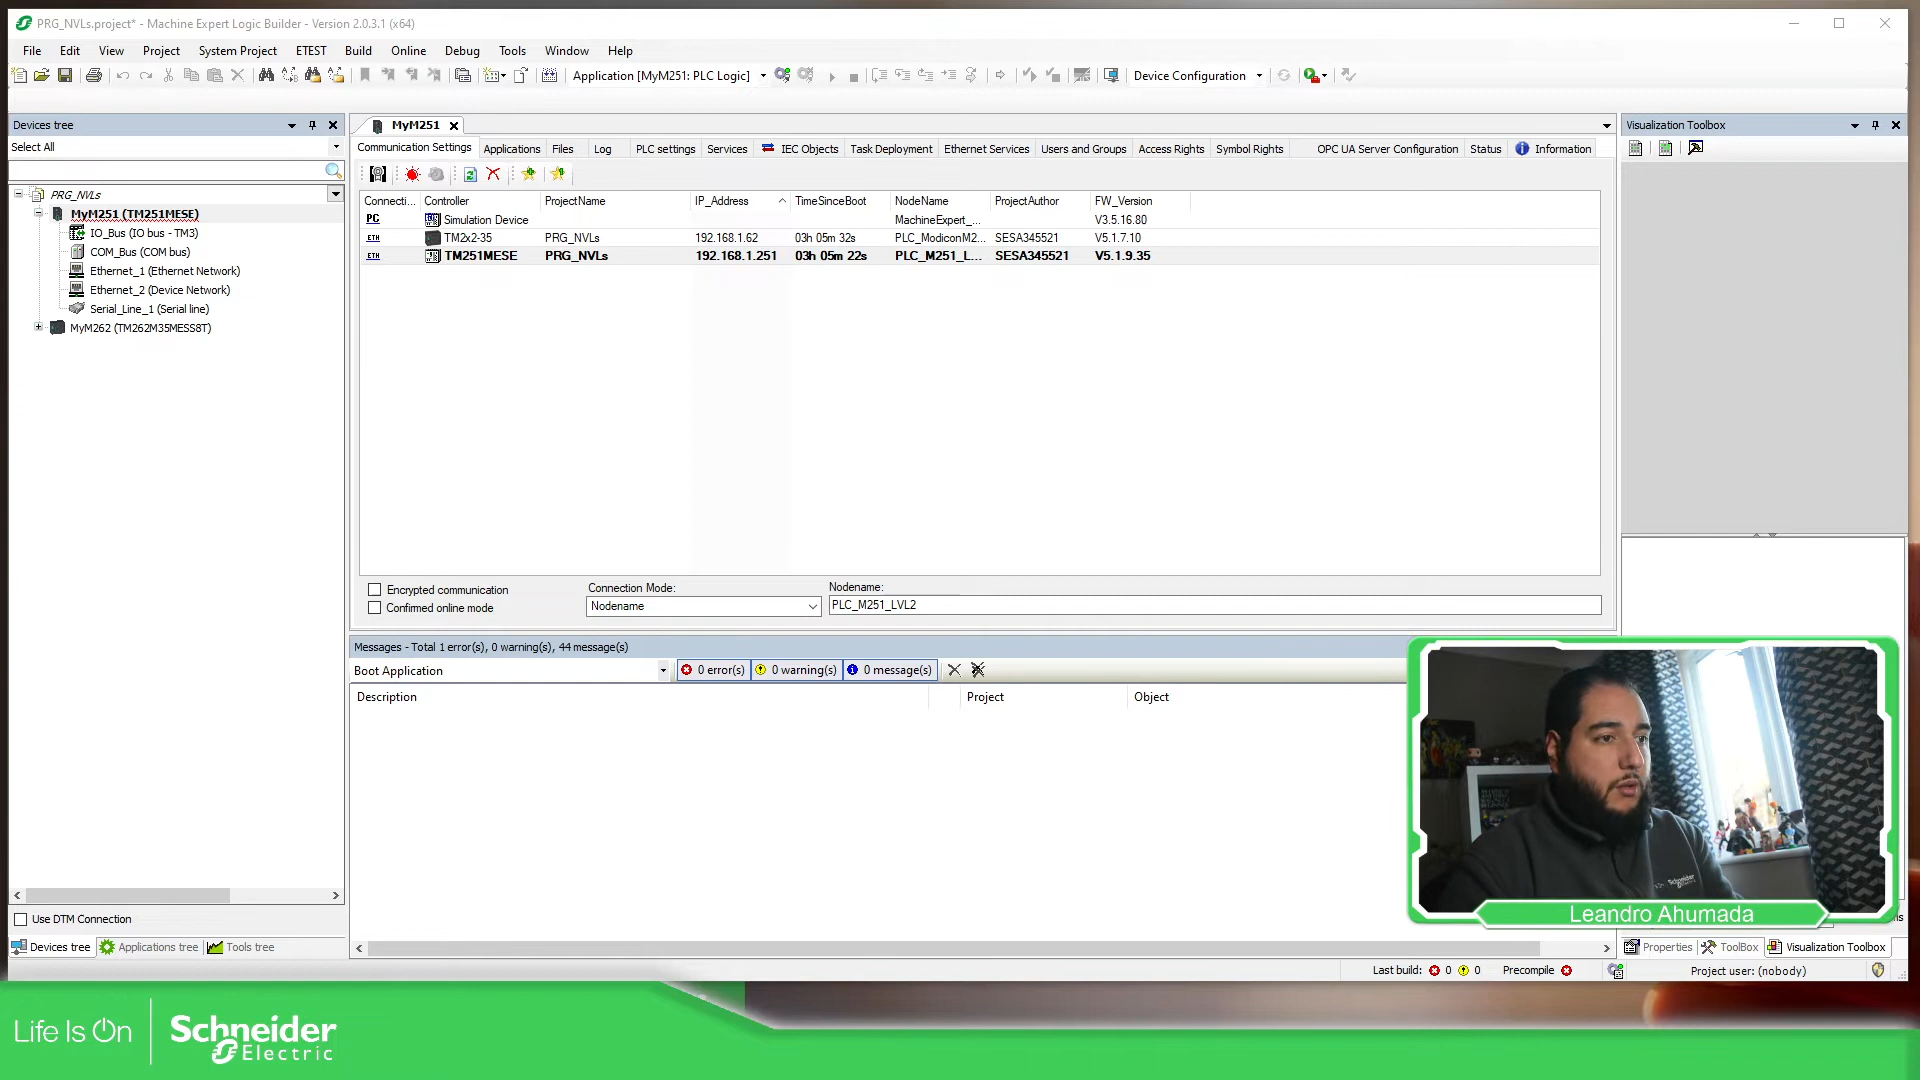 PRG_NVLs.project* - Machine Expert Logic Builder - Version 2.0.3.1 (x64)
File Edit View Project System Project ETEST Build Online Debug Tools Window Help
Application [MyM251: PLC Logic] Device Configuration
Devices tree
Select All
PRG_NVLs
MyM251 (TM251MESE)
IO_Bus (IO bus - TM3)
COM_Bus (COM bus)
Ethernet_1 (Ethernet Network)
Ethernet_2 (Device Network)
Serial_Line_1 (Serial line)
MyM262 (TM262M35MESS8T)
Use DTM Connection
Devices tree Applications tree Tools tree
MyM251
Communication Settings Applications Files Log PLC settings Services IEC Objects Task Deployment Ethernet Services Users and Groups Access Rights Symbol Rights OPC UA Server Configuration Status Information
Connecti... Controller ProjectName IP_Address TimeSinceBoot NodeName ProjectAuthor FW_Version
PC Simulation Device MachineExpert_... V3.5.16.80
ETH TM2x2-35 PRG_NVLs 192.168.1.62 03h 05m 32s PLC_ModiconM2... SESA345521 V5.1.7.10
ETH TM251MESE PRG_NVLs 192.168.1.251 03h 05m 22s PLC_M251_L... SESA345521 V5.1.9.35
Encrypted communication
Confirmed online mode
Connection Mode:
Nodename
Nodename:
PLC_M251_LVL2
Messages - Total 1 error(s), 0 warning(s), 44 message(s)
Boot Application 0 error(s) 0 warning(s) 0 message(s)
Description Project Object
Visualization Toolbox
Properties ToolBox Visualization Toolbox
Last build: 0 0 Precompile Project user: (nobody)
Leandro Ahumada
Life Is On
Schneider
Electric